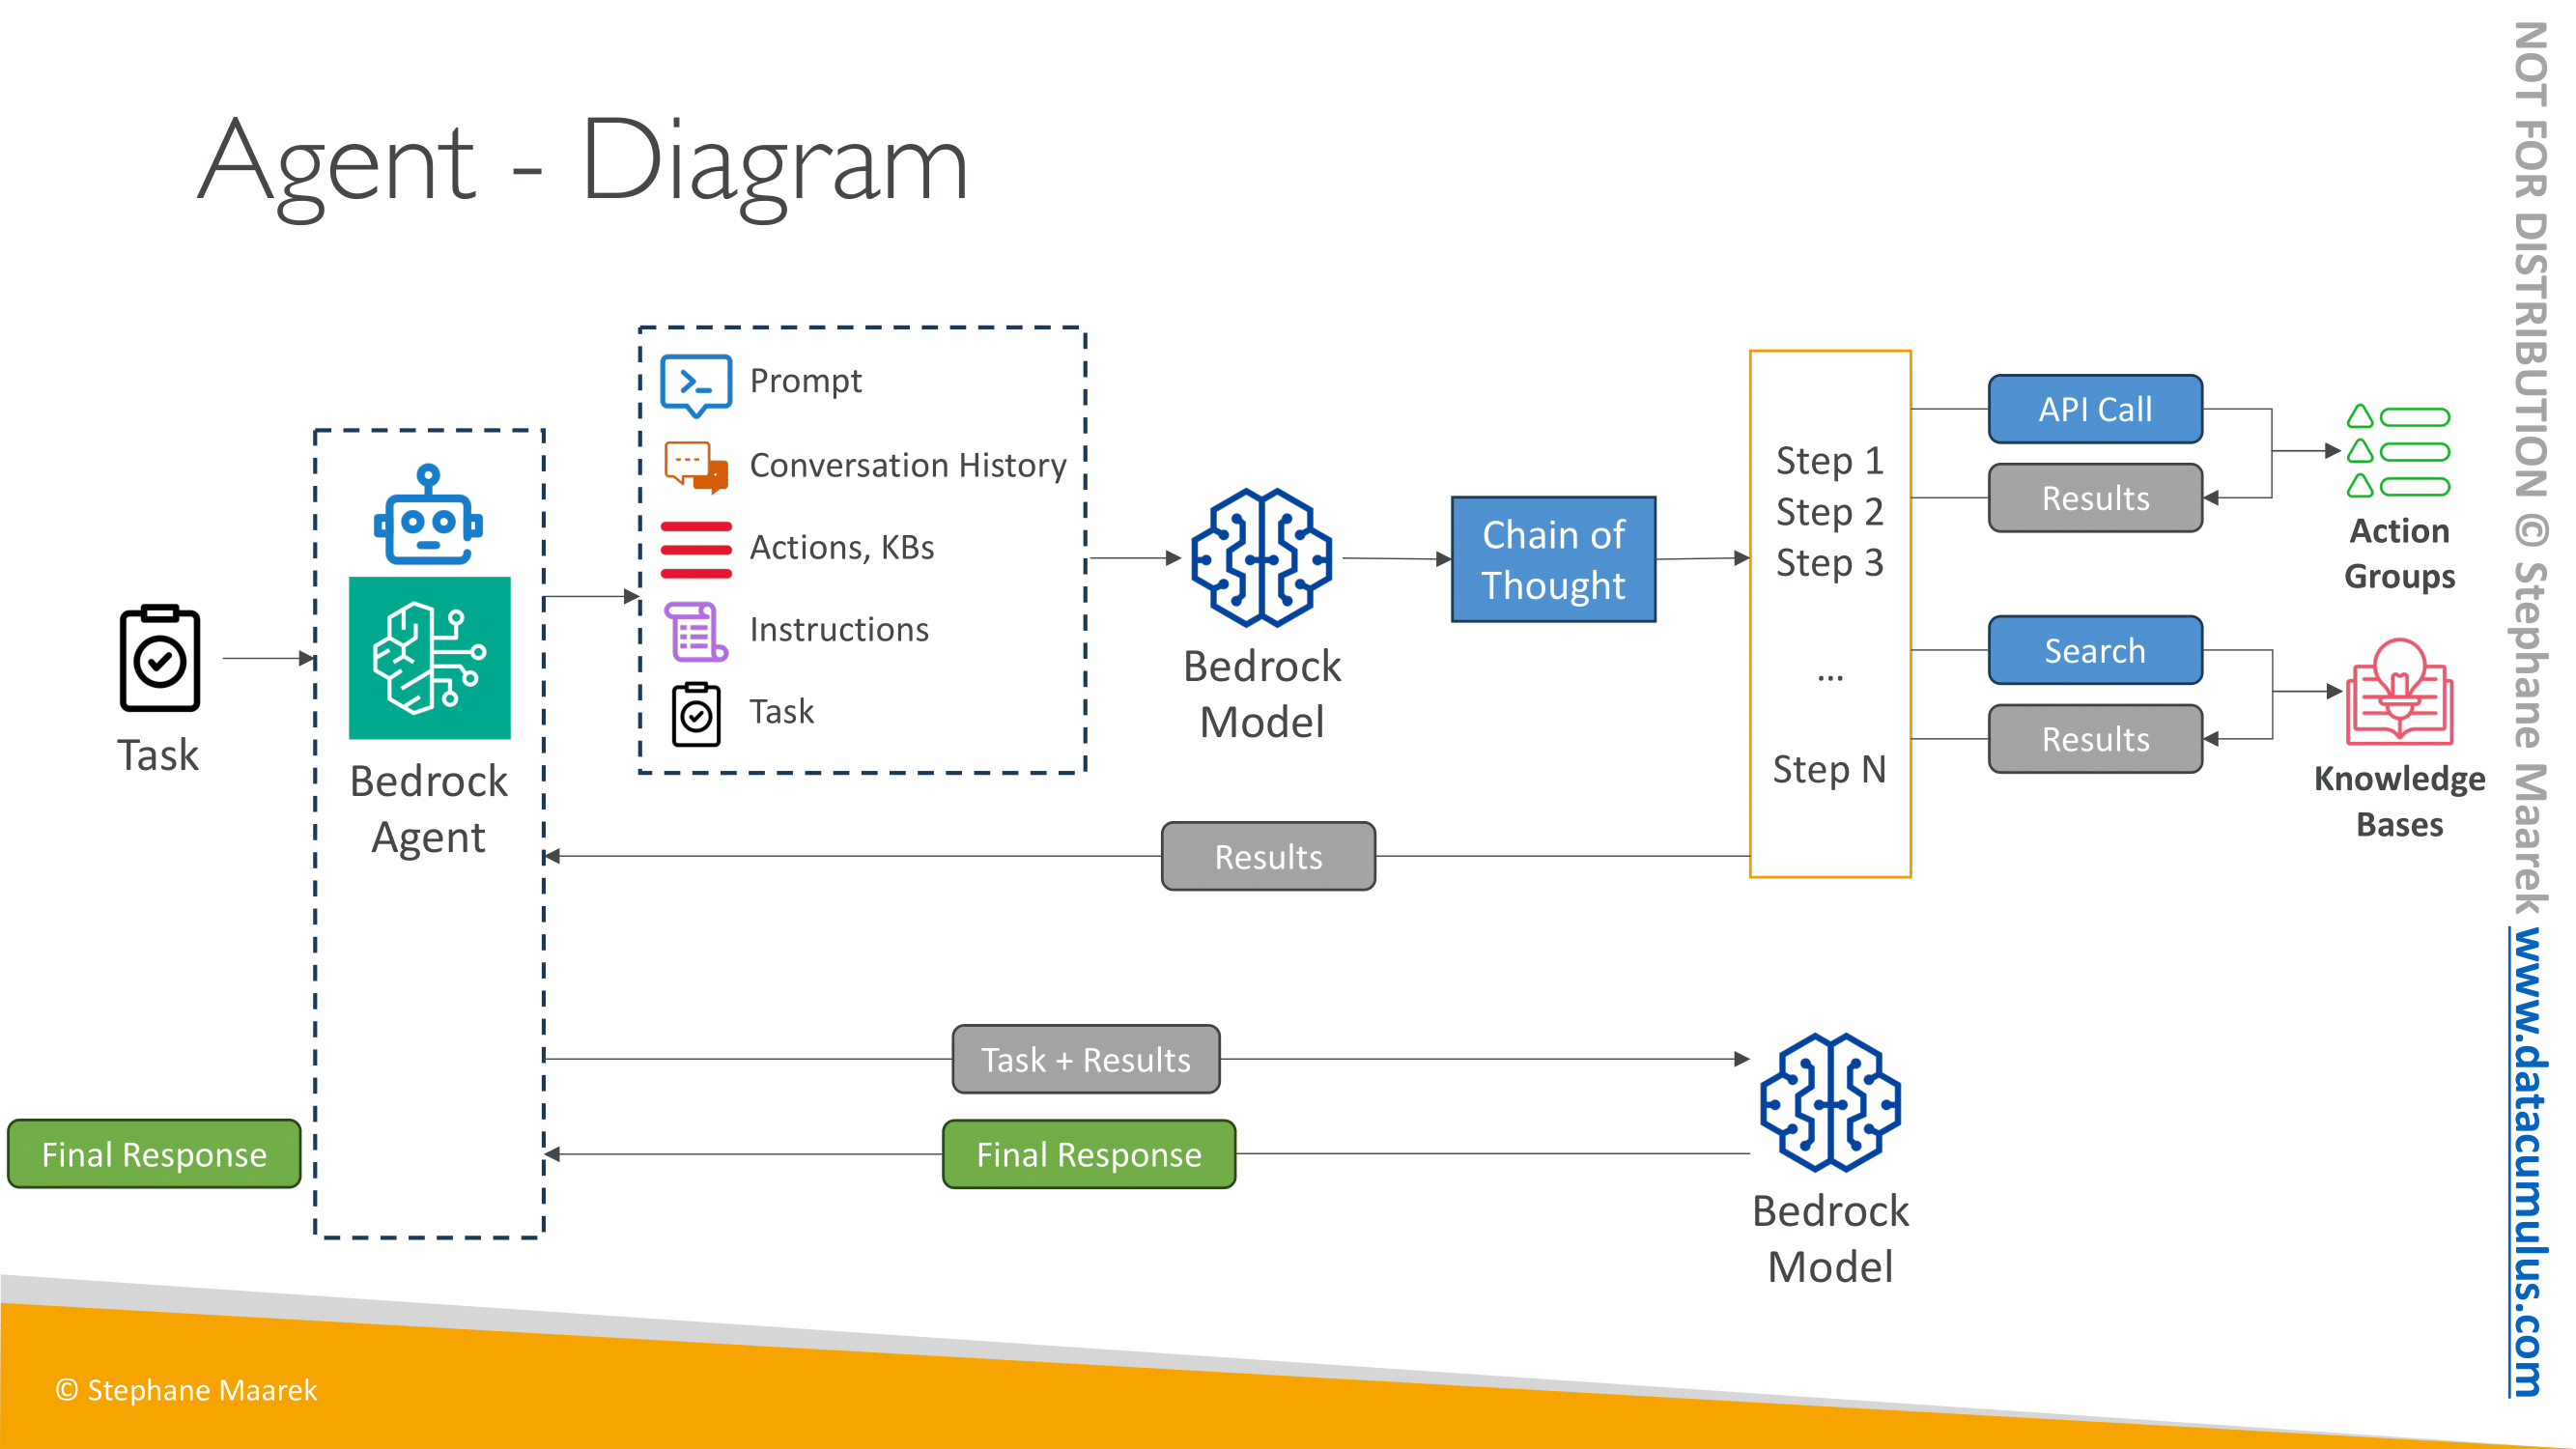 Agent - Diagram
Task
Bedrock
Agent
Prompt
Conversation History
Actions, KBs
Instructions
Task
Bedrock
Model
Chain of
Thought
Step 1
Step 2
Step 3
...
Step N
API Call
Results
Action
Groups
Search
Results
Knowledge
Bases
Results
Task + Results
Final Response
Final Response
Bedrock
Model
© Stephane Maarek
NOT FOR DISTRIBUTION © Stephane Maarek www.datacumulus.com